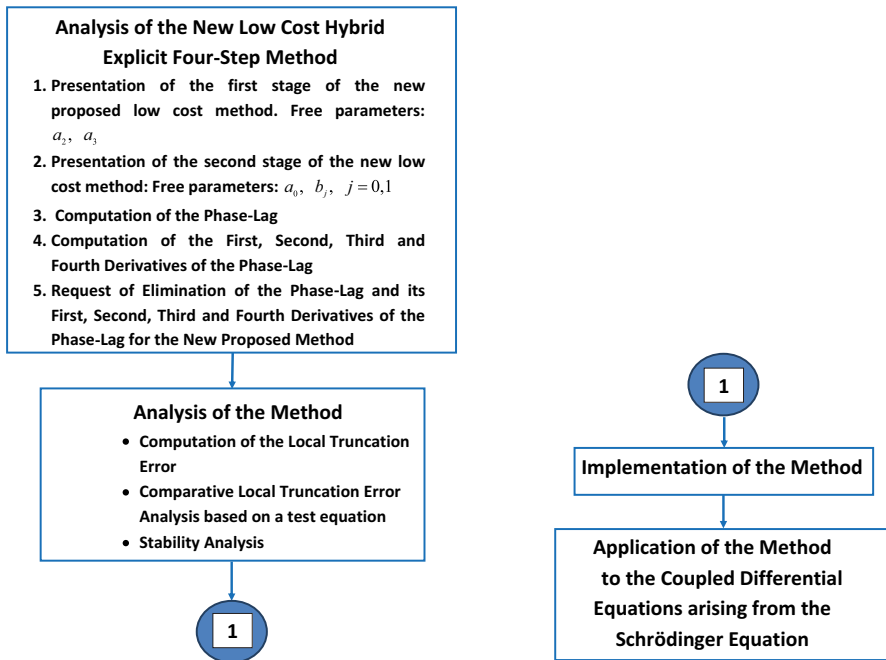 Analysis of the New Low Cost Hybrid
Explicit Four-Step Method
1. Presentation of the first stage of the new
proposed low cost method. Free parameters:
a₂, a₃
2. Presentation of the second stage of the new low
cost method: Free parameters: a₀, bⱼ, j = 0,1
3. Computation of the Phase-Lag
4. Computation of the First, Second, Third and
Fourth Derivatives of the Phase-Lag
5. Request of Elimination of the Phase-Lag and its
First, Second, Third and Fourth Derivatives of the
Phase-Lag for the New Proposed Method
Analysis of the Method
• Computation of the Local Truncation
Error
• Comparative Local Truncation Error
Analysis based on a test equation
• Stability Analysis
1
1
Implementation of the Method
Application of the Method
to the Coupled Differential
Equations arising from the
Schrödinger Equation